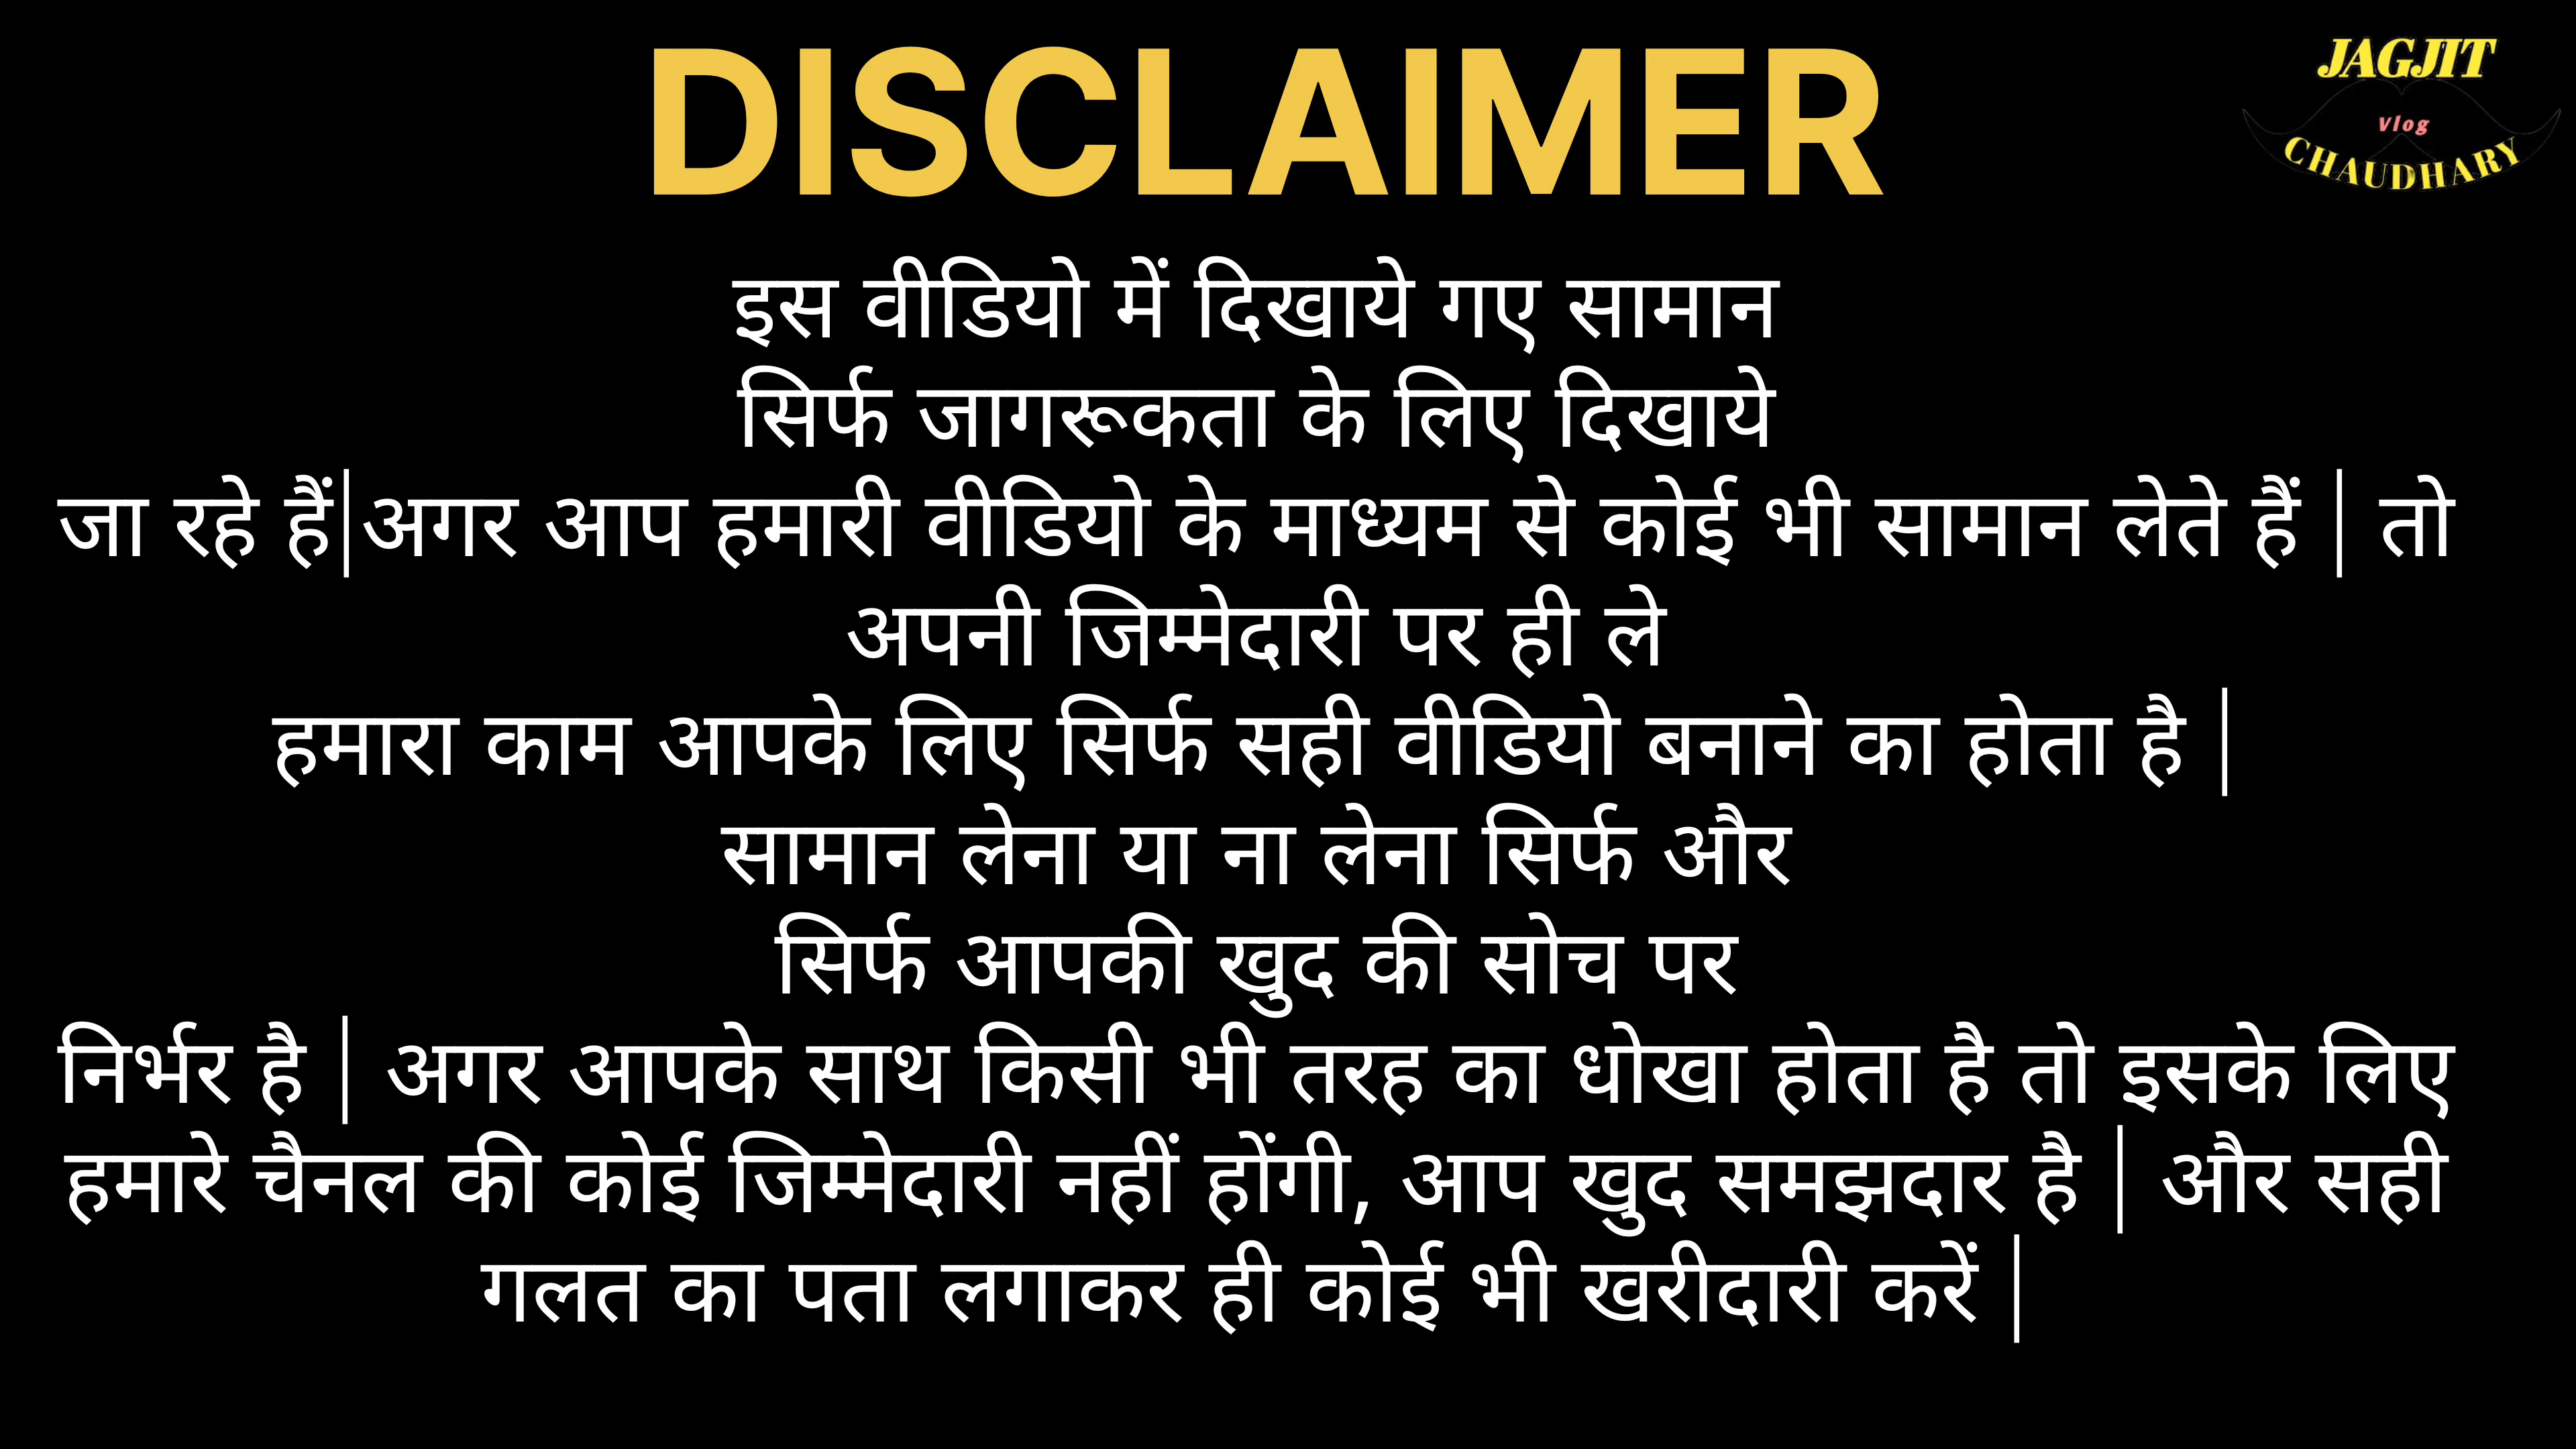 DISCLAIMER
JAGJIT
Vlog
CHAUDHARY
इस वीडियो में दिखाये गए सामान
सिर्फ जागरूकता के लिए दिखाये
जा रहे हैं|अगर आप हमारी वीडियो के माध्यम से कोई भी सामान लेते हैं | तो
अपनी जिम्मेदारी पर ही ले
हमारा काम आपके लिए सिर्फ सही वीडियो बनाने का होता है |
सामान लेना या ना लेना सिर्फ और
सिर्फ आपकी खुद की सोच पर
निर्भर है | अगर आपके साथ किसी भी तरह का धोखा होता है तो इसके लिए
हमारे चैनल की कोई जिम्मेदारी नहीं होंगी, आप खुद समझदार है | और सही
गलत का पता लगाकर ही कोई भी खरीदारी करें |